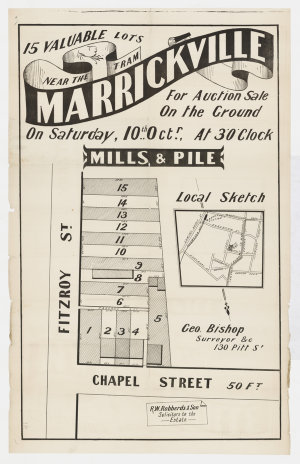 15 VALUABLE LOTS
NEAR THE TRAM
MARRICKVILLE
For Auction Sale
On the Ground
On Saturday, 10th Octr., At 3 O'Clock
MILLS & PILE
15
14
13
12
11
10
9
8
7
6
1
2
3
4
5
FITZROY ST
Local Sketch
Geo. Bishop
Surveyor &c
130 Pitt St
CHAPEL STREET 50 FT
R.W. Robberds & Son
Solicitors to the
Estate